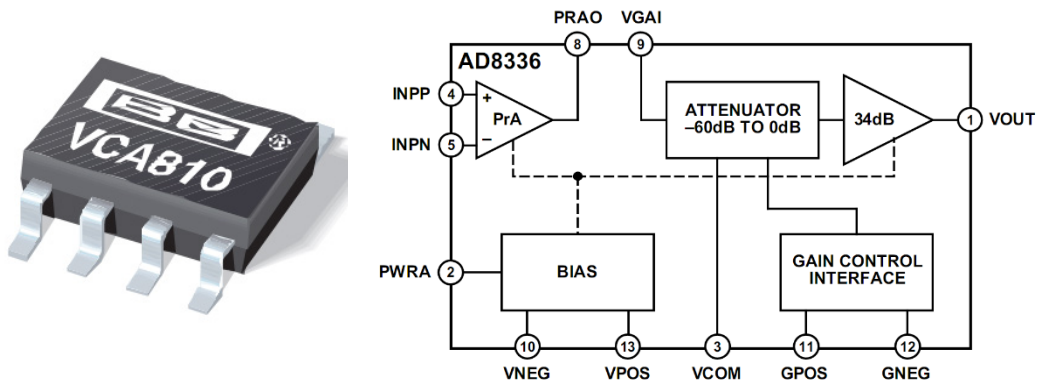 BB
VCA810
PRAO VGAI
8 9
AD8336
INPP 4
+
PrA
INPN 5
−
ATTENUATOR
–60dB TO 0dB
34dB
1 VOUT
PWRA 2
BIAS
GAIN CONTROL
INTERFACE
10 13 3 11 12
VNEG VPOS VCOM GPOS GNEG